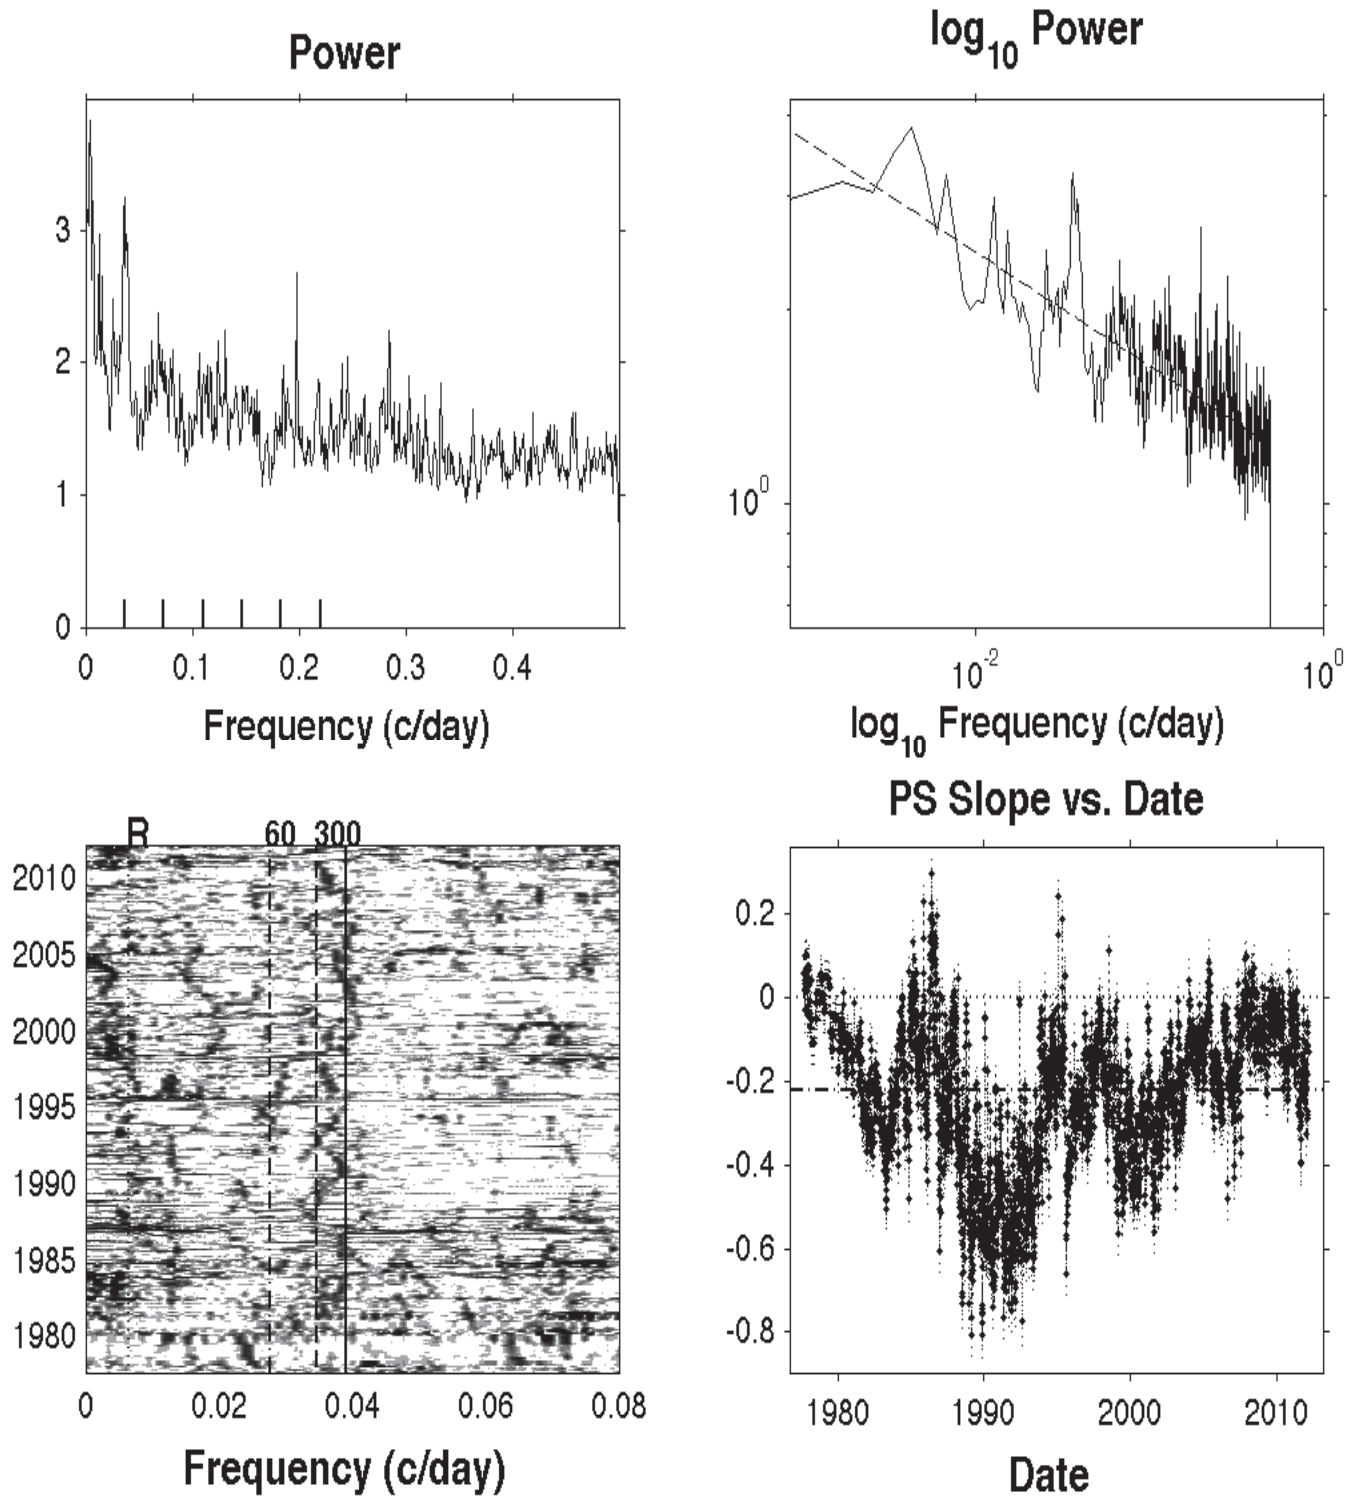 Power
3
2
1
0
0 0.1 0.2 0.3 0.4
Frequency (c/day)
log10 Power
10^0
10^-2 10^0
log10 Frequency (c/day)
R 60 300
2010
2005
2000
1995
1990
1985
1980
0 0.02 0.04 0.06 0.08
Frequency (c/day)
PS Slope vs. Date
0.2
0
-0.2
-0.4
-0.6
-0.8
1980 1990 2000 2010
Date